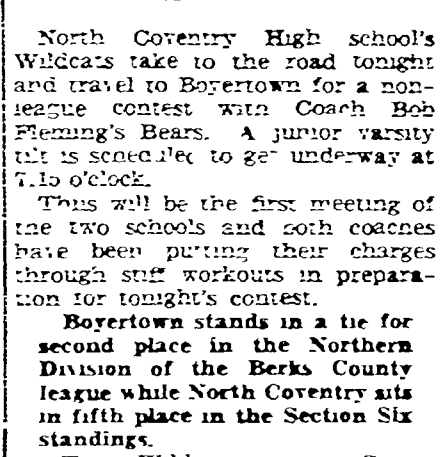 North Coventry High school's
Wildcats take to the road tonight
and travel to Boyertown for a non-
league contest with Coach Bob
Fleming's Bears. A junior varsity
tilt is scheduled to get underway at
7.15 o'clock.
This will be the first meeting of
the two schools and both coaches
have been putting their charges
through stiff workouts in prepara-
tion for tonight's contest.
Boyertown stands in a tie for
second place in the Northern
Division of the Berks County
league while North Coventry sits
in fifth place in the Section Six
standings.